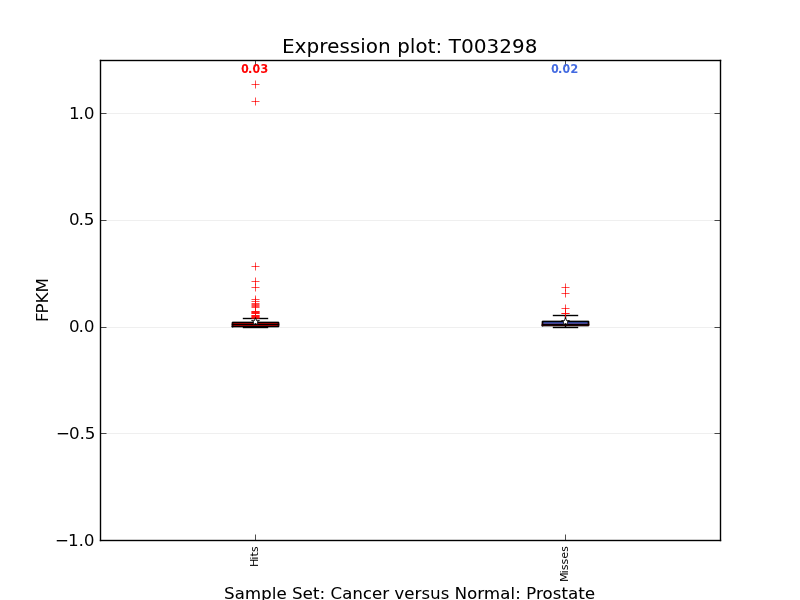 Expression plot: T003298
0.03
0.02
1.0
0.5
0.0
−0.5
−1.0
FPKM
Hits
Misses
Sample Set: Cancer versus Normal: Prostate